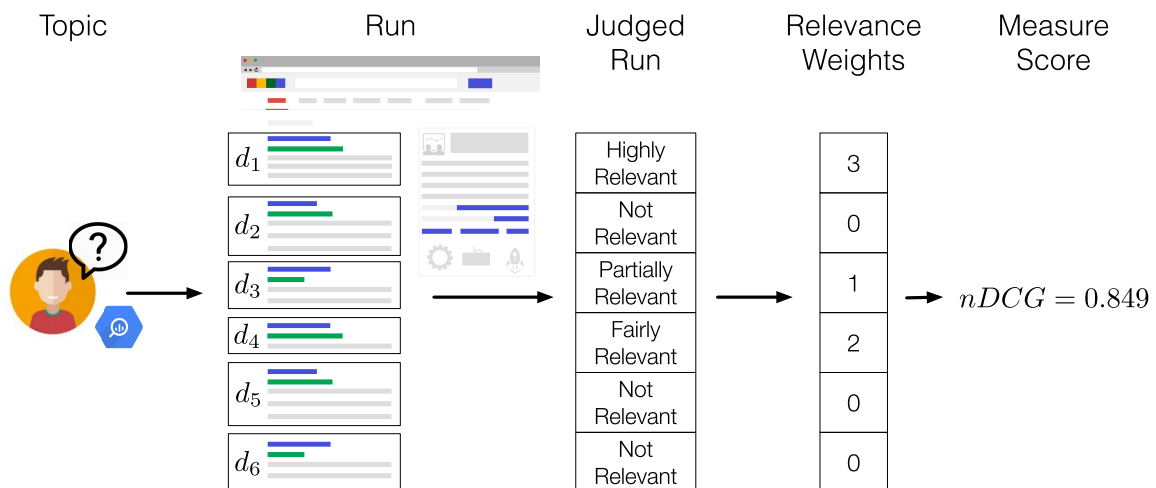 Topic
Run
Judged
Run
Relevance
Weights
Measure
Score
?
d1
d2
d3
d4
d5
d6
Highly
Relevant
Not
Relevant
Partially
Relevant
Fairly
Relevant
Not
Relevant
Not
Relevant
3
0
1
2
0
0
nDCG = 0.849